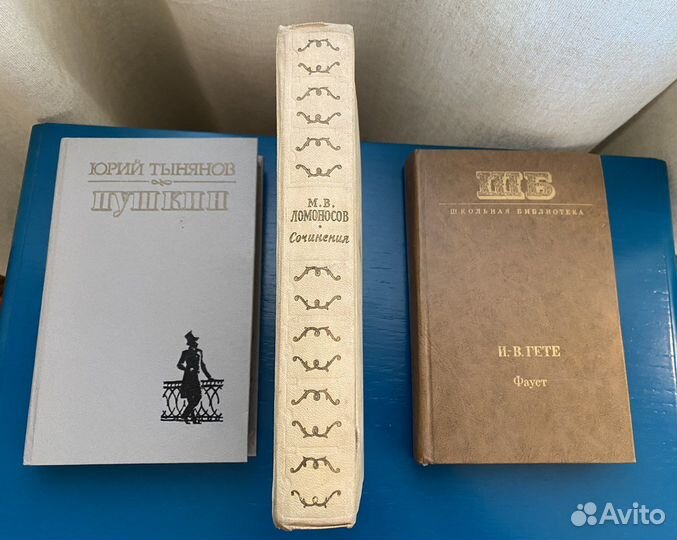 ЮРИЙ ТЫНЯНОВ
ПУШКИН
М.В.
ЛОМОНОСОВ
Сочинения
ШБ
ШКОЛЬНАЯ БИБЛИОТЕКА
И.-В. ГЕТЕ
Фауст
Avito